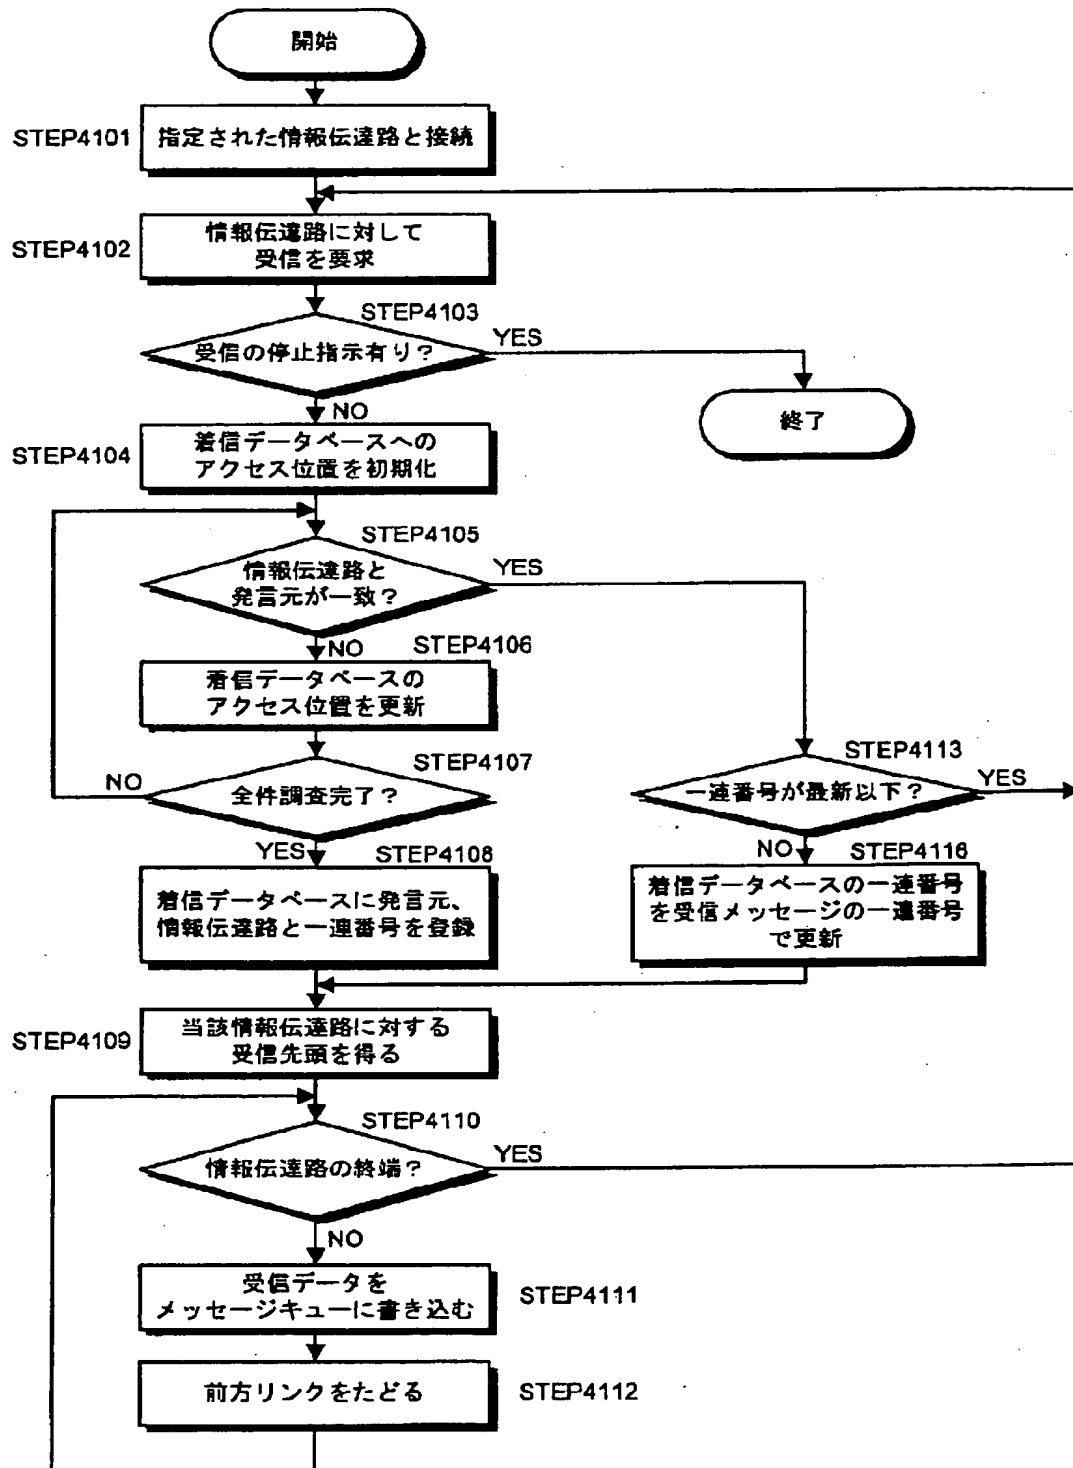 開始
STEP4101
指定された情報伝達路と接続
STEP4102
情報伝達路に対して
受信を要求
STEP4103
受信の停止指示有り？
YES
終了
NO
STEP4104
着信データベースへの
アクセス位置を初期化
STEP4105
情報伝達路と
発言元が一致？
YES
NO
STEP4106
着信データベースの
アクセス位置を更新
STEP4107
全件調査完了？
NO
YES
STEP4113
一連番号が最新以下？
YES
NO
STEP4108
着信データベースに発言元、
情報伝達路と一連番号を登録
STEP4116
着信データベースの一連番号
を受信メッセージの一連番号
で更新
STEP4109
当該情報伝達路に対する
受信先頭を得る
STEP4110
情報伝達路の終端？
YES
NO
受信データを
メッセージキューに書き込む
STEP4111
前方リンクをたどる
STEP4112